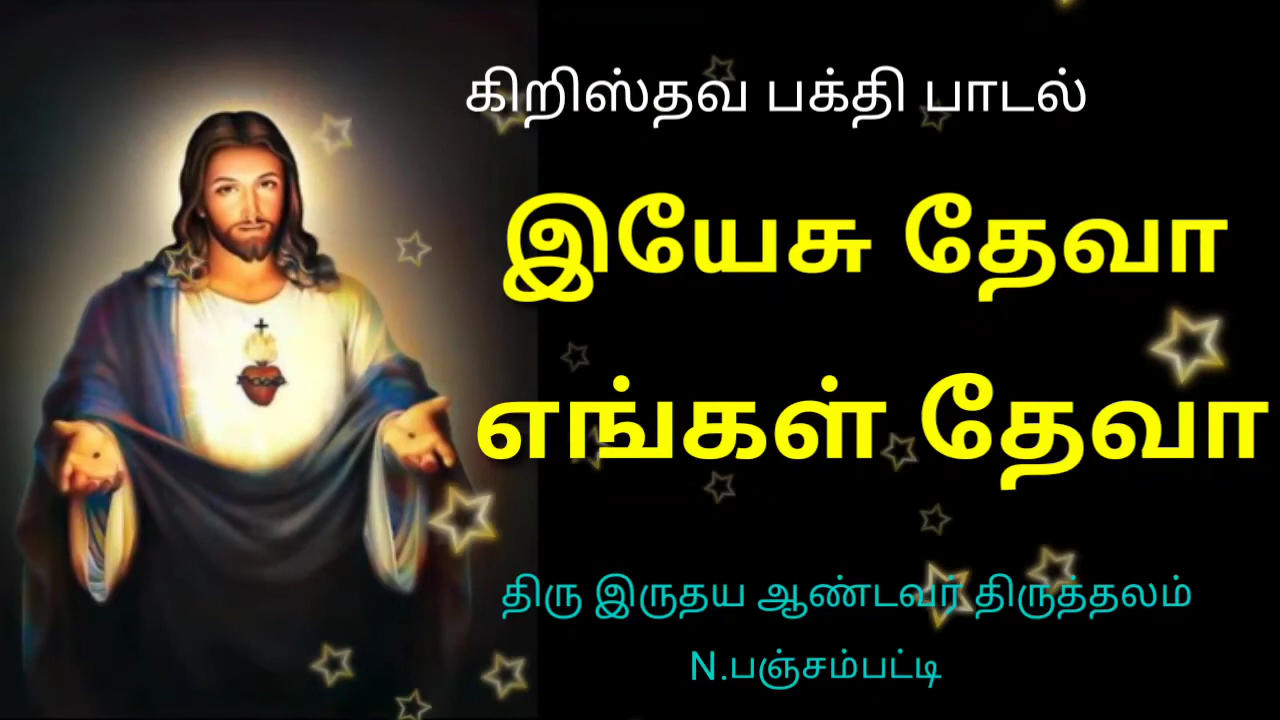 கிறிஸ்தவ பக்தி பாடல்
இயேசு தேவா
எங்கள் தேவா
திரு இருதய ஆண்டவர் திருத்தலம்
N.பஞ்சம்பட்டி